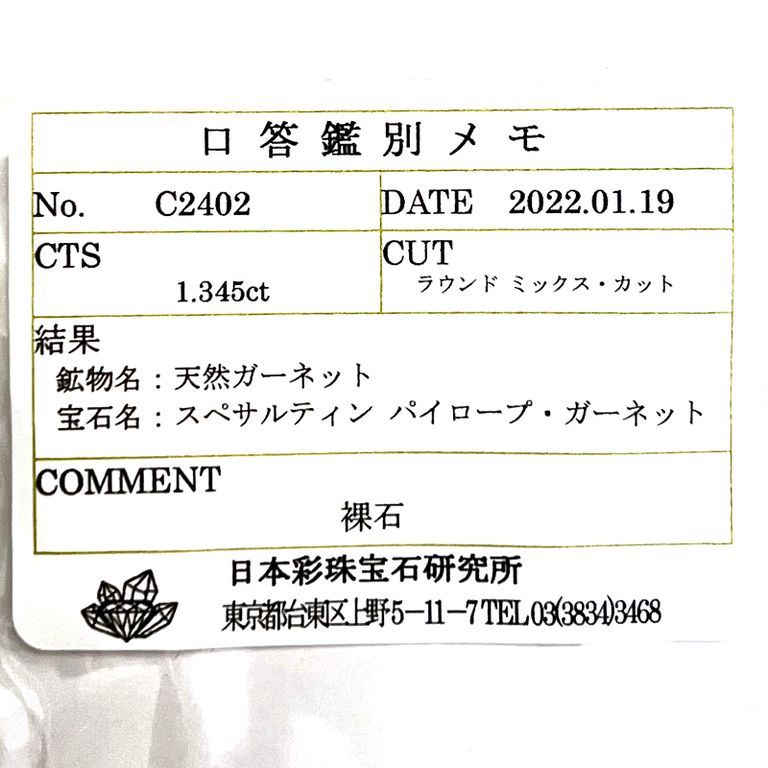 口答鑑別メモ
No. C2402 DATE 2022.01.19
CTS CUT
1.345ct ラウンド ミックス・カット
結果
鉱物名：天然ガーネット
宝石名：スペサルティン パイロープ・ガーネット
COMMENT
裸石
日本彩珠宝石研究所
東京都台東区上野5-11-7 TEL 03(3834)3468